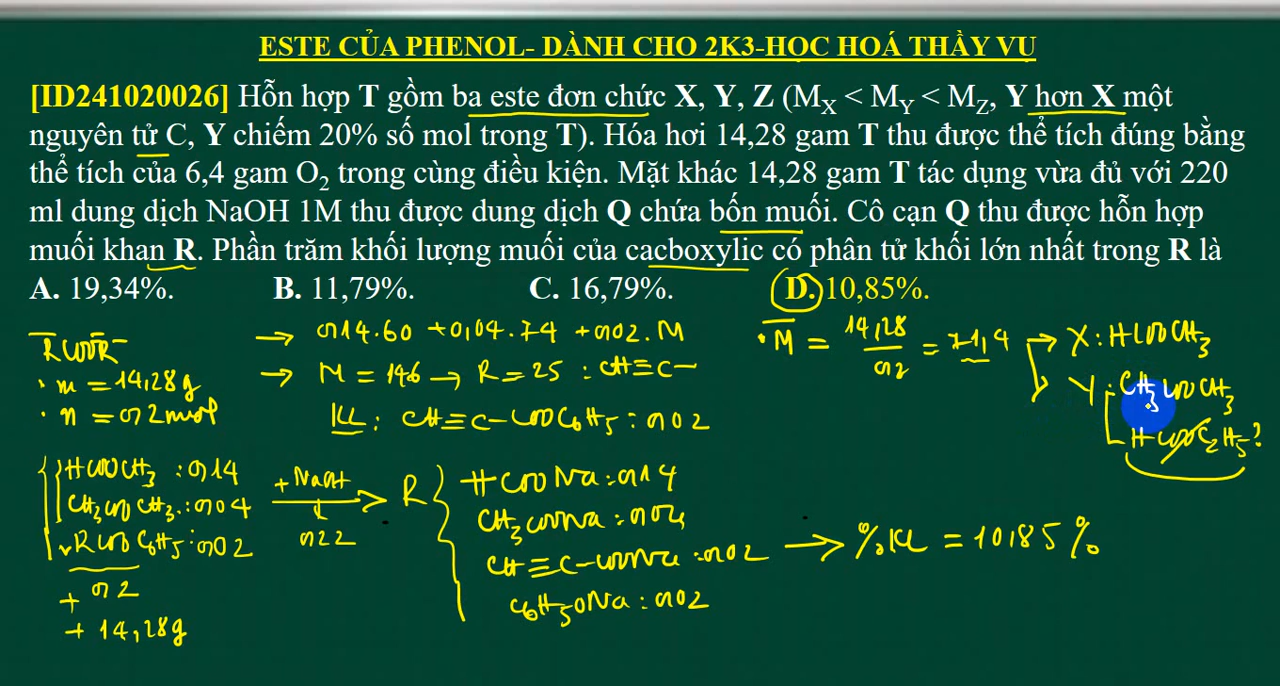 ESTE CỦA PHENOL- DÀNH CHO 2K3-HỌC HOÁ THẦY VỤ
[ID241020026] Hỗn hợp T gồm ba este đơn chức X, Y, Z (MX < MY < MZ, Y hơn X một
nguyên tử C, Y chiếm 20% số mol trong T). Hóa hơi 14,28 gam T thu được thể tích đúng bằng
thể tích của 6,4 gam O2 trong cùng điều kiện. Mặt khác 14,28 gam T tác dụng vừa đủ với 220
ml dung dịch NaOH 1M thu được dung dịch Q chứa bốn muối. Cô cạn Q thu được hỗn hợp
muối khan R. Phần trăm khối lượng muối của cacboxylic có phân tử khối lớn nhất trong R là
A. 19,34%. B. 11,79%. C. 16,79%. D. 10,85%.
RCOOR
• m = 14,28g
• n = 0,2 mol
→ 0,14.60 + 0,04.74 + 0,02.M
→ M = 146 → R = 25 : CH≡C-
KL: CH≡C-COOC6H5 : 0,02
• M = 14,28 / 0,2 = 71,4
X: HCOOCH3
Y: CH3COOCH3
HCOOC2H5?
HCOOCH3 : 0,14
CH3COOCH3 : 0,04
RCOOC6H5 : 0,02
+ 0,2
+ 14,28g
+NaOH
0,22
R
HCOONa : 0,14
CH3COONa : 0,04
CH≡C-COONa : 0,02
C6H5ONa : 0,02
→ %KL = 10,85%